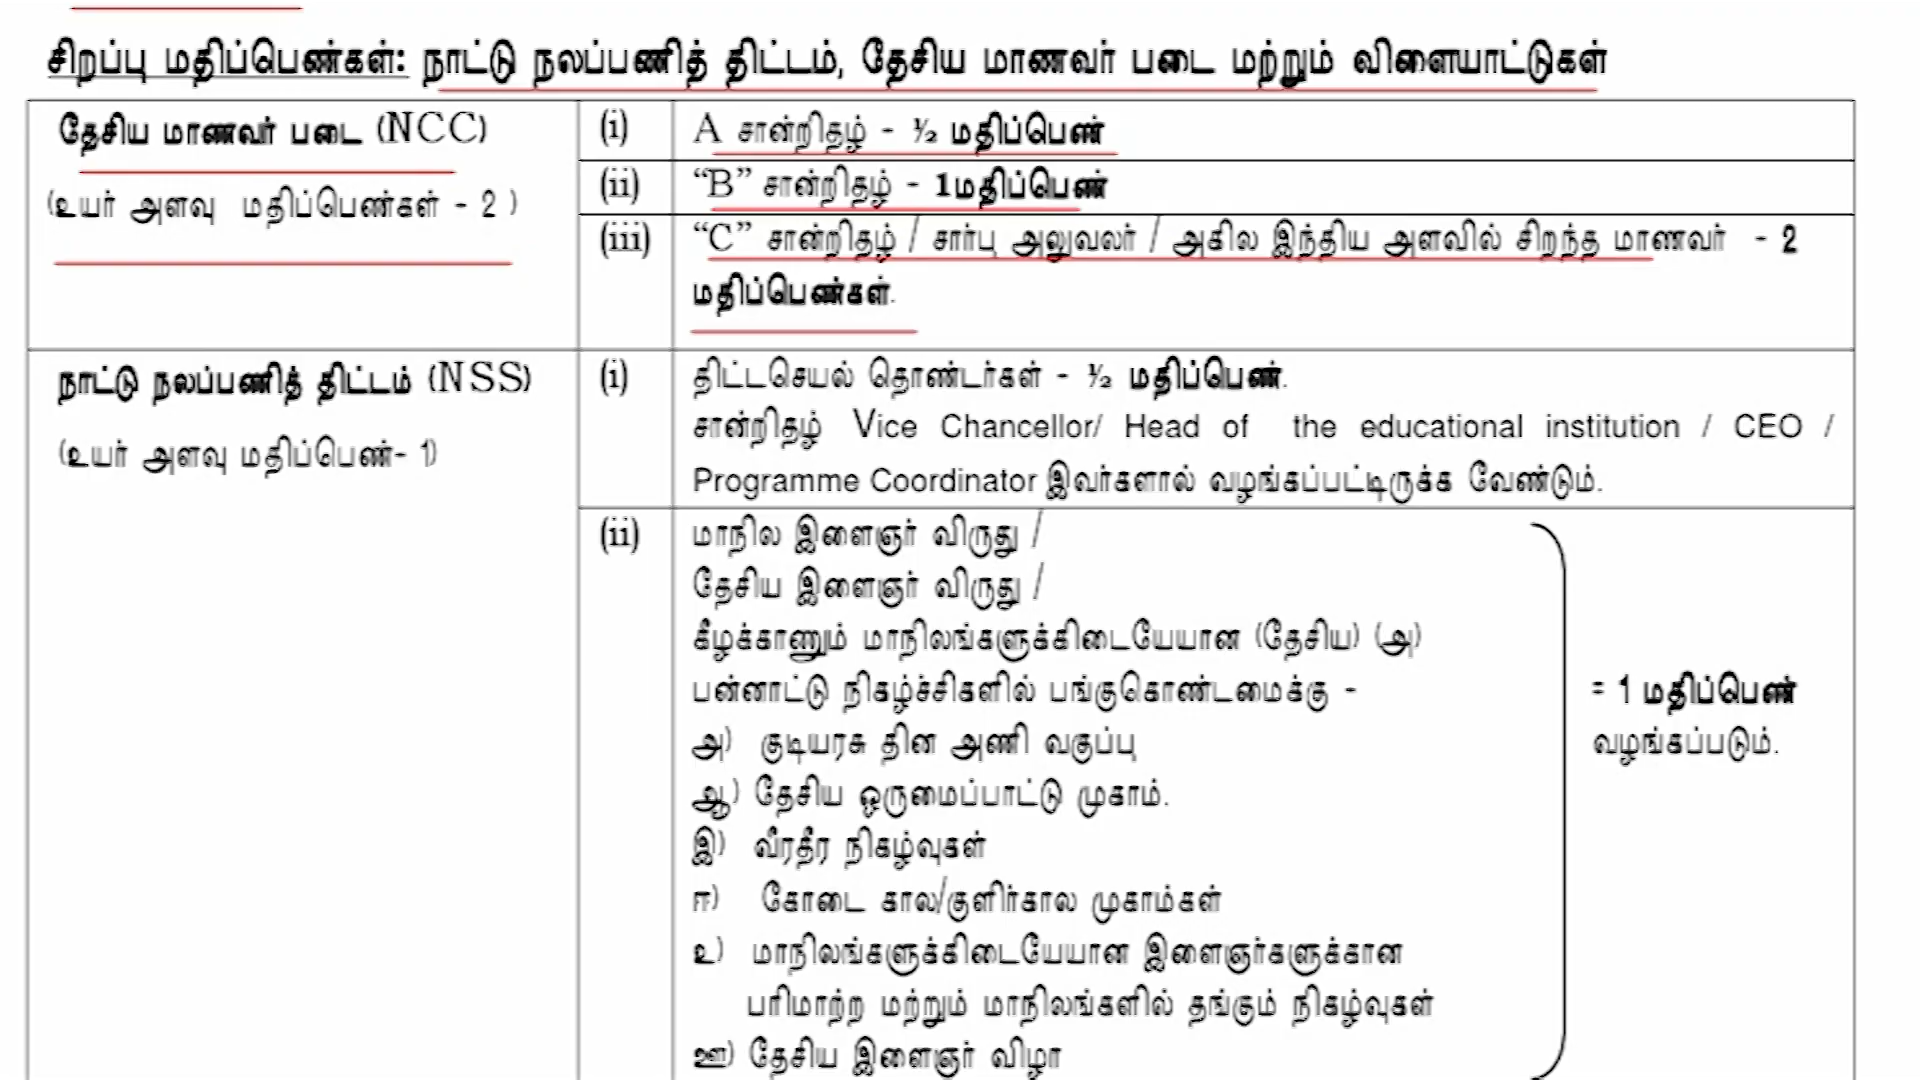 சிறப்பு மதிப்பெண்கள்: நாட்டு நலப்பணித் திட்டம், தேசிய மாணவர் படை மற்றும் விளையாட்டுகள்
தேசிய மாணவர் படை (NCC)
(உயர் அளவு மதிப்பெண்கள் - 2 )
(i) A சான்றிதழ் - ½ மதிப்பெண்
(ii) “B” சான்றிதழ் - 1மதிப்பெண்
(iii) “C” சான்றிதழ் / சார்பு அலுவலர் / அகில இந்திய அளவில் சிறந்த மாணவர் - 2
மதிப்பெண்கள்.
நாட்டு நலப்பணித் திட்டம் (NSS)
(உயர் அளவு மதிப்பெண்- 1)
(i) திட்டசெயல் தொண்டர்கள் - ½ மதிப்பெண்.
சான்றிதழ் Vice Chancellor/ Head of the educational institution / CEO /
Programme Coordinator இவர்களால் வழங்கப்பட்டிருக்க வேண்டும்.
(ii) மாநில இளைஞர் விருது /
தேசிய இளைஞர் விருது /
கீழக்காணும் மாநிலங்களுக்கிடையேயான (தேசிய) (அ)
பன்னாட்டு நிகழ்ச்சிகளில் பங்குகொண்டமைக்கு -
அ) குடியரசு தின அணி வகுப்பு
ஆ) தேசிய ஒருமைப்பாட்டு முகாம்.
இ) வீரதீர நிகழ்வுகள்
ஈ) கோடை கால/குளிர்கால முகாம்கள்
உ) மாநிலங்களுக்கிடையேயான இளைஞர்களுக்கான
பரிமாற்ற மற்றும் மாநிலங்களில் தங்கும் நிகழ்வுகள்
ஊ) தேசிய இளைஞர் விழா
= 1 மதிப்பெண்
வழங்கப்படும்.